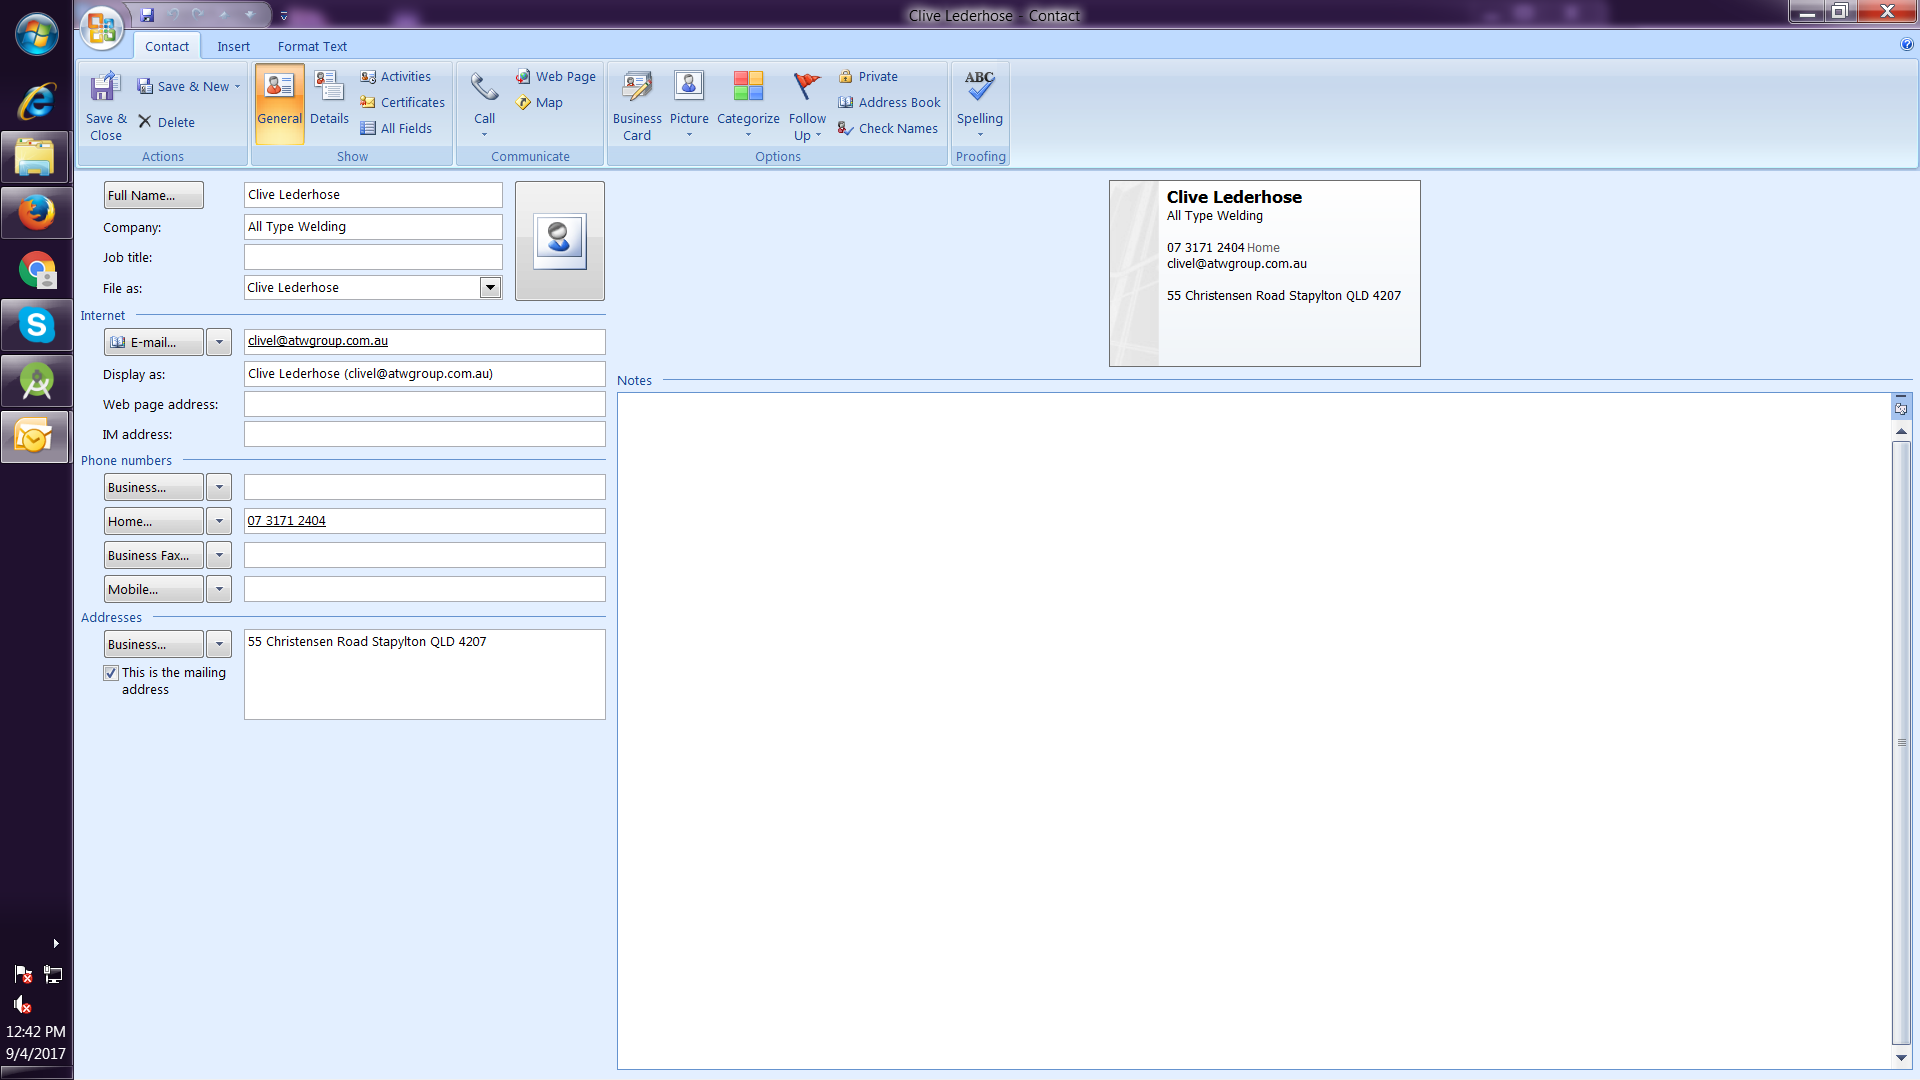 Clive Lederhose - Contact
Contact Insert Format Text
Save & Close
Save & New
Delete
Actions
General
Details
Activities
Certificates
All Fields
Show
Call
Web Page
Map
Communicate
Business Card
Picture
Categorize
Follow Up
Private
Address Book
Check Names
Options
ABC
Spelling
Proofing
Full Name...
Clive Lederhose
Company:
All Type Welding
Job title:
File as:
Clive Lederhose
Internet
E-mail...
clivel@atwgroup.com.au
Display as:
Clive Lederhose (clivel@atwgroup.com.au)
Web page address:
IM address:
Phone numbers
Business...
Home...
07 3171 2404
Business Fax...
Mobile...
Addresses
Business...
55 Christensen Road Stapylton QLD 4207
This is the mailing
address
Clive Lederhose
All Type Welding
07 3171 2404 Home
clivel@atwgroup.com.au
55 Christensen Road Stapylton QLD 4207
Notes
12:42 PM
9/4/2017